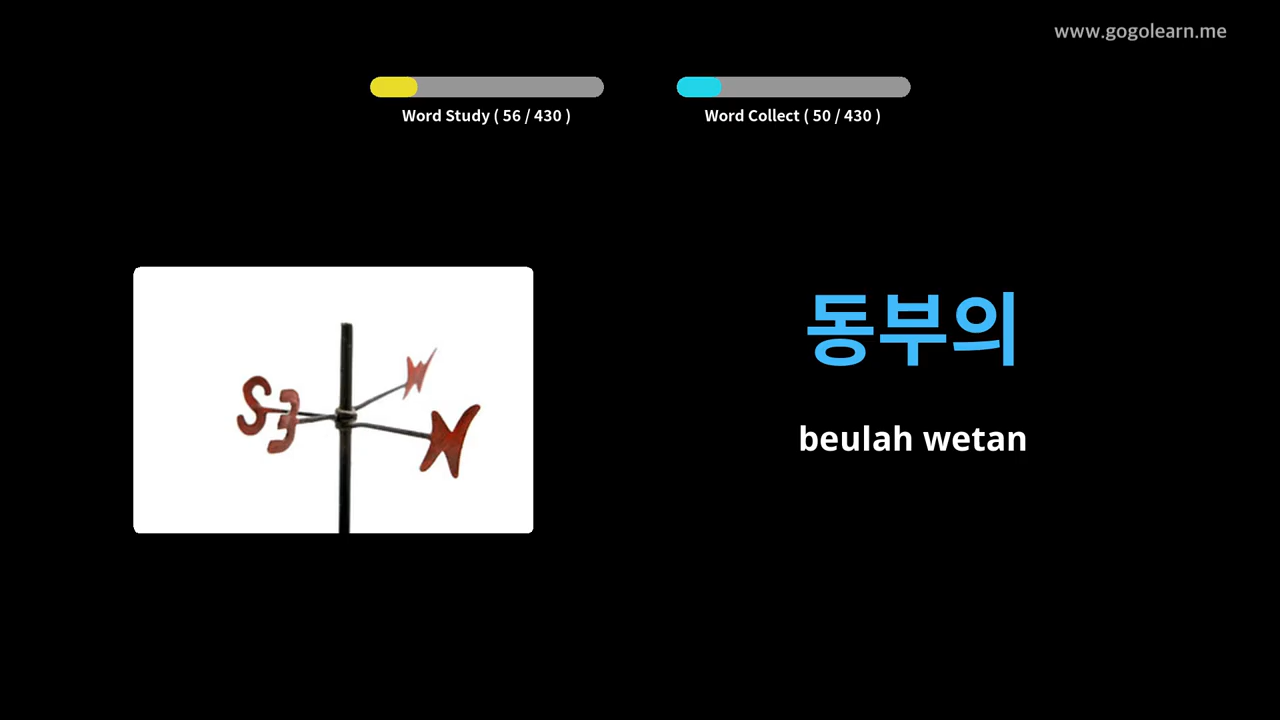 www.gogolearn.me
Word Study ( 56 / 430 )
Word Collect ( 50 / 430 )
동부의
beulah wetan
S
E
W
N